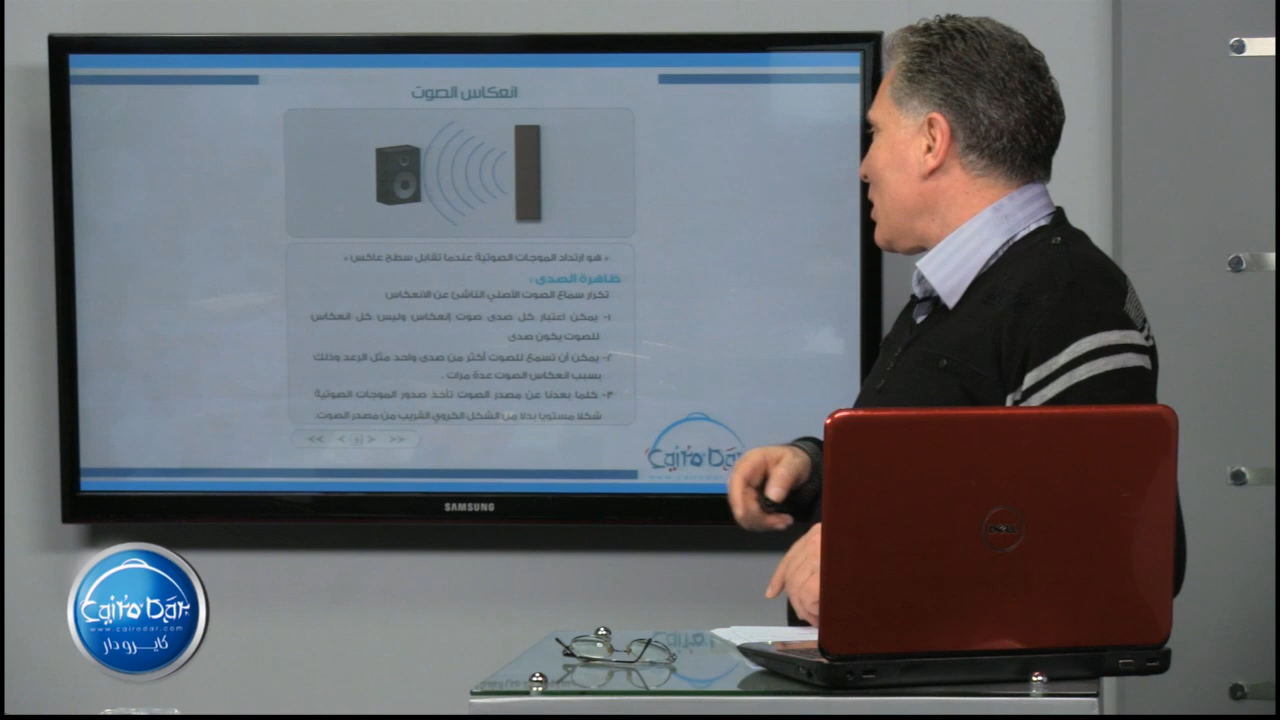 انعكاس الصوت
« هو ارتداد الموجات الصوتية عندما تقابل سطح عاكس »
ظاهرة الصدى :
تكرار سماع الصوت الأصلي الناشئ عن الانعكاس
١- يمكن اعتبار كل صدى صوت إنعكاس وليس كل انعكاس
للصوت يكون صدى
٢- يمكن أن تسمع للصوت أكثر من صدى واحد مثل الرعد وذلك
بسبب انعكاس الصوت عدة مرات .
٣- كلما بعدنا عن مصدر الصوت تأخذ صدور الموجات الصوتية
شكلا مستويا بدلا من الشكل الكروي القريب من مصدر الصوت.
Cairo Dar
SAMSUNG
DELL
Cairo Dar
www.cairodar.com
كايرو دار